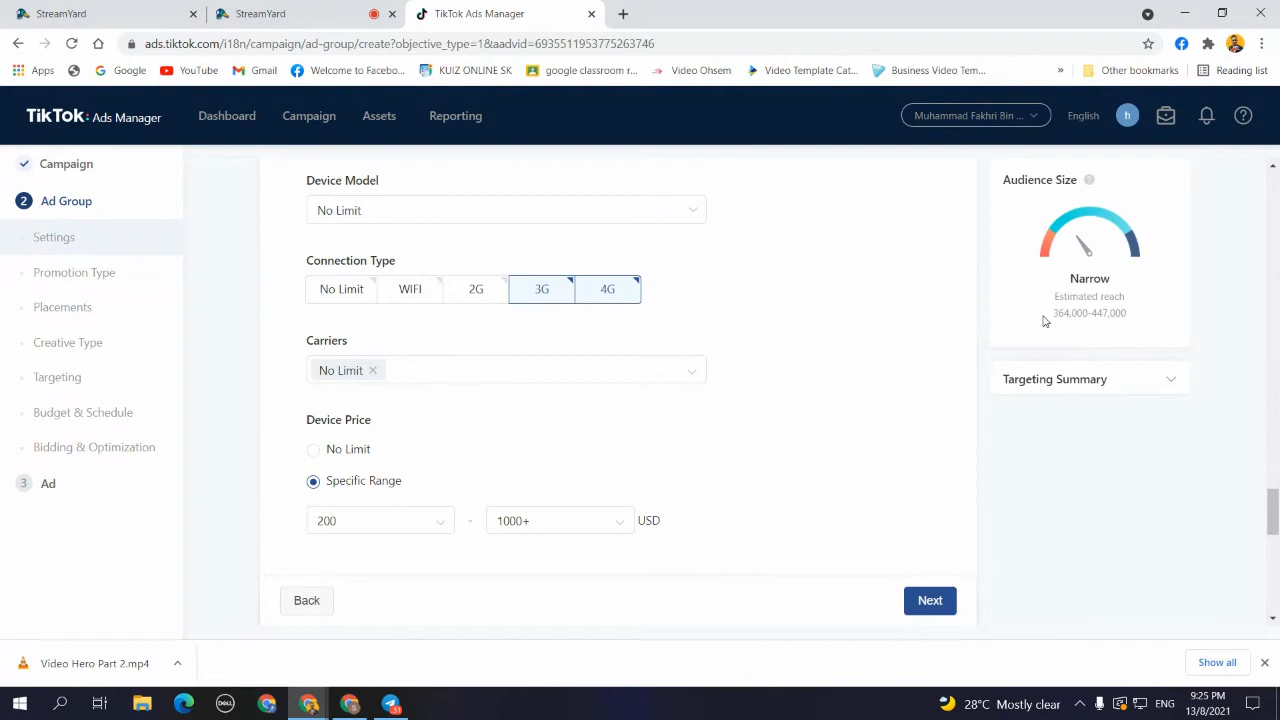 StreamYard
StreamYard
TikTok Ads Manager
ads.tiktok.com/i18n/campaign/ad-group/create?objective_type=1&aadvid=6935511953775263746
Apps
Google
YouTube
Gmail
Welcome to Facebo...
KUIZ ONLINE SK
google classroom r...
Video Ohsem
Video Template Cat...
Business Video Tem...
»
Other bookmarks
Reading list
TikTok: Ads Manager
Dashboard
Campaign
Assets
Reporting
Muhammad Fakhri Bin ...
English
h
Campaign
2 Ad Group
Settings
Promotion Type
Placements
Creative Type
Targeting
Budget & Schedule
Bidding & Optimization
3 Ad
Device Model
No Limit
Connection Type
No Limit WIFI 2G 3G 4G
Carriers
No Limit
Device Price
No Limit
Specific Range
200 - 1000+ USD
Back
Next
Audience Size
Narrow
Estimated reach
364,000-447,000
Targeting Summary
Video Hero Part 2.mp4
Show all
DELL
51
28°C Mostly clear
ENG
9:25 PM
13/8/2021